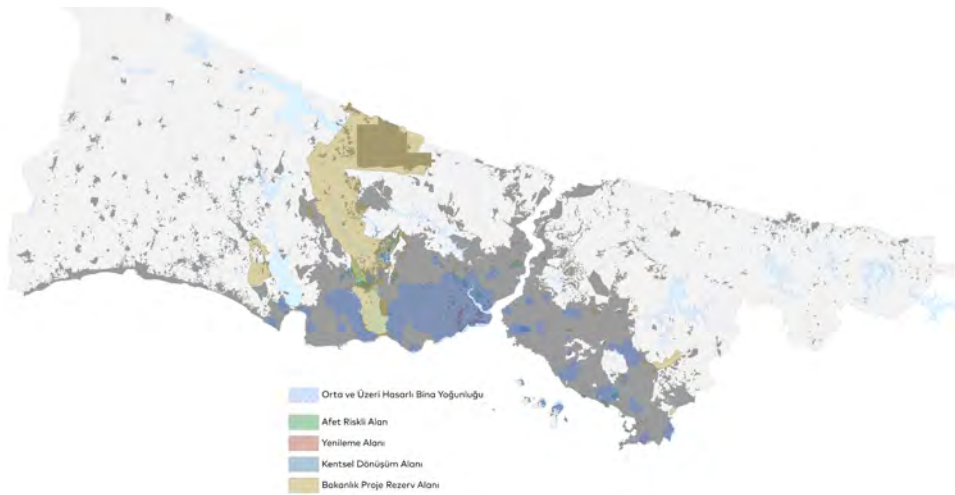 Orta ve Üzeri Hasarlı Bina Yoğunluğu
Afet Riskli Alan
Yenileme Alanı
Kentsel Dönüşüm Alanı
Bakanlık Proje Rezerv Alanı